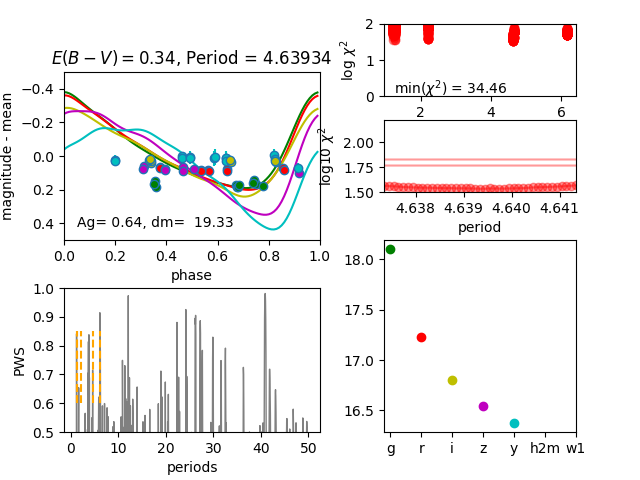 E(B − V) = 0.34, Period = 4.63934
magnitude - mean
−0.4
−0.2
0.0
0.2
0.4
Ag= 0.64, dm=  19.33
0.0 0.2 0.4 0.6 0.8 1.0
phase
log χ²
2
1
0
min(χ²) = 34.46
2 4 6
log10 χ²
2.00
1.75
1.50
4.638 4.639 4.640 4.641
period
PWS
1.0
0.9
0.8
0.7
0.6
0.5
0 10 20 30 40 50
periods
18.0
17.5
17.0
16.5
g r i z y h2m w1